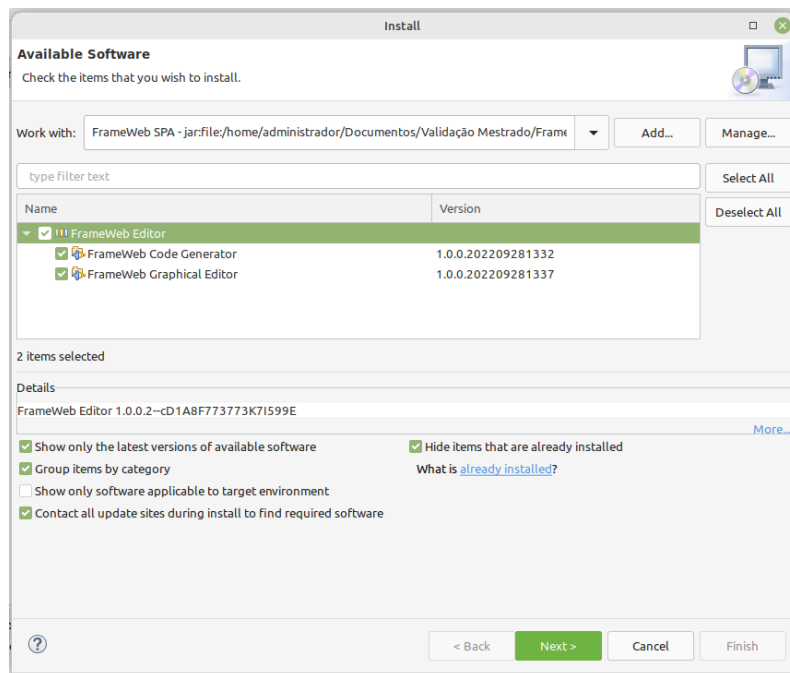 Install
Available Software
Check the items that you wish to install.
Work with: FrameWeb SPA - jar:file:/home/administrador/Documentos/Validação Mestrado/Frame Add... Manage...
type filter text Select All
Name Version Deselect All
FrameWeb Editor
FrameWeb Code Generator 1.0.0.202209281332
FrameWeb Graphical Editor 1.0.0.202209281337
2 items selected
Details
FrameWeb Editor 1.0.0.2--cD1A8F773773K7I599E
More...
Show only the latest versions of available software Hide items that are already installed
Group items by category What is already installed?
Show only software applicable to target environment
Contact all update sites during install to find required software
? < Back Next > Cancel Finish